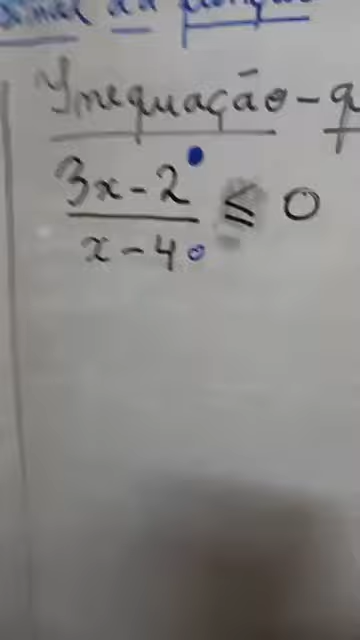 Inequação - q
3x - 2
x - 4
≤ 0